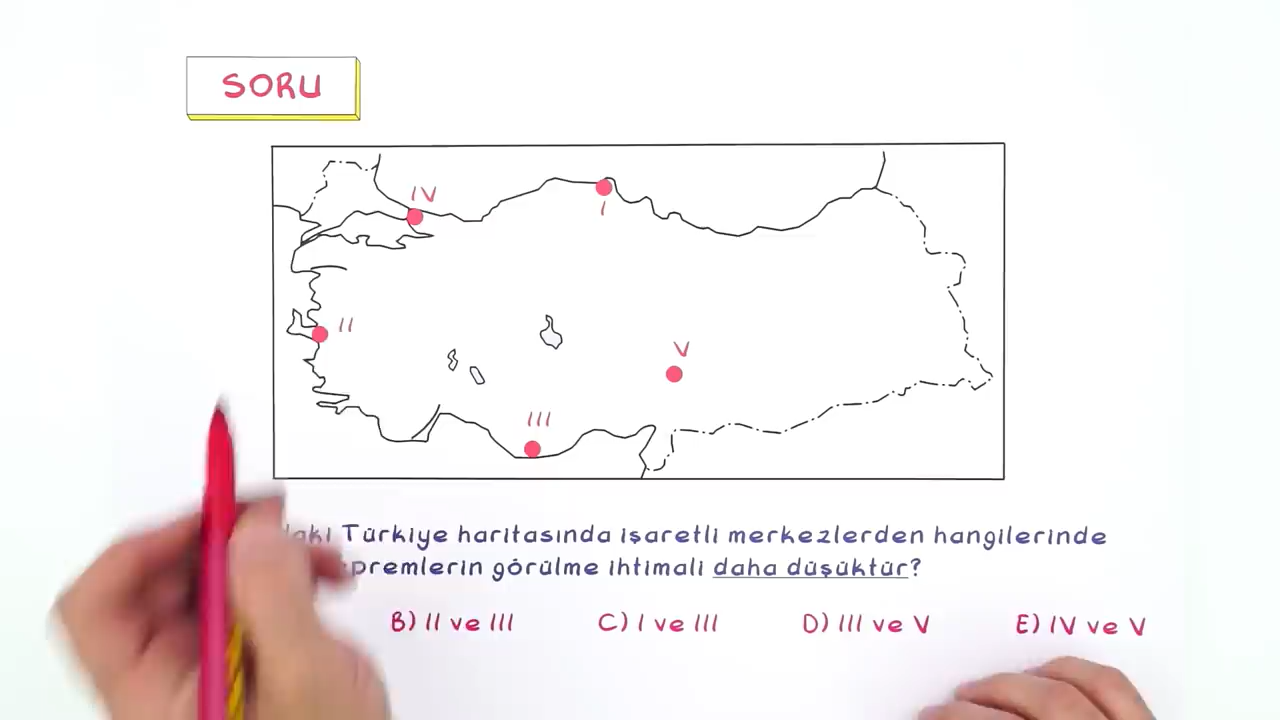 SORU
IV
I
II
V
III
Türkiye haritasında işaretli merkezlerden hangilerinde
görülme ihtimali daha düşüktür?
B) II ve III C) I ve III D) III ve V E) IV ve V